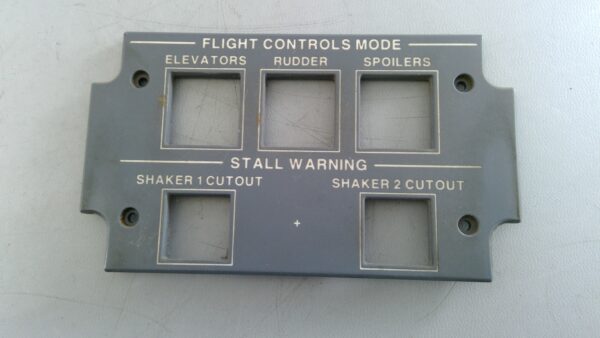 FLIGHT CONTROLS MODE
ELEVATORS RUDDER SPOILERS
STALL WARNING
SHAKER 1 CUTOUT SHAKER 2 CUTOUT